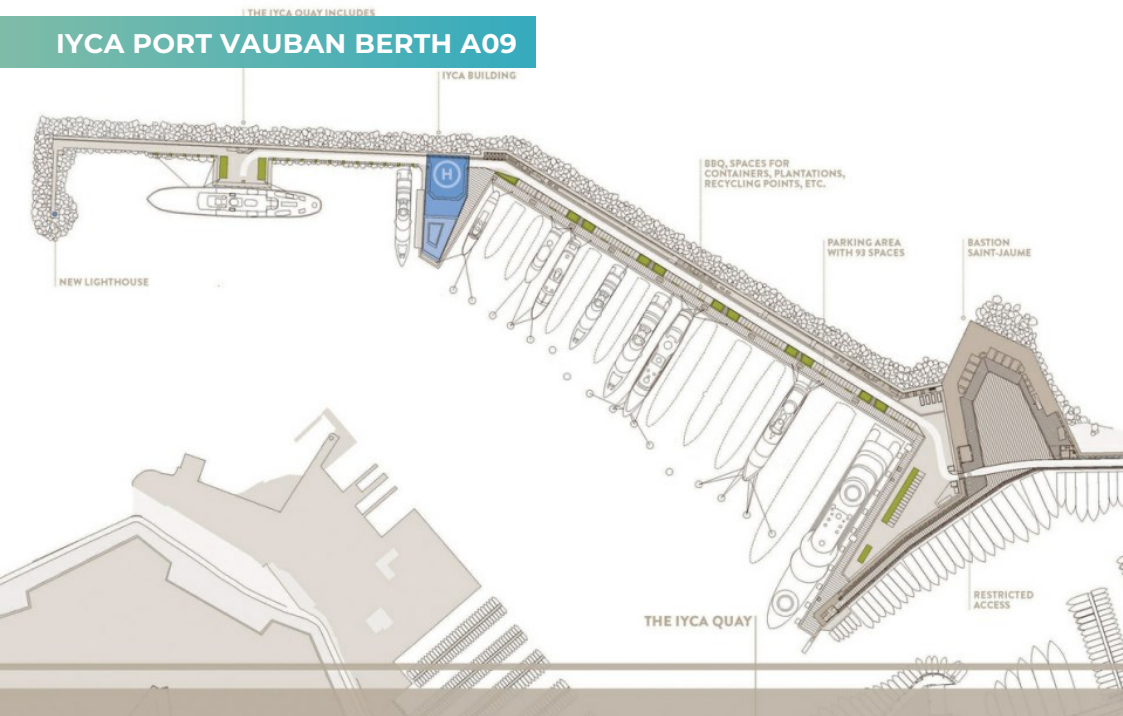 THE IYCA QUAY INCLUDES
IYCA PORT VAUBAN BERTH A09
IYCA BUILDING
H
BBQ, SPACES FOR
CONTAINERS, PLANTATIONS,
RECYCLING POINTS, ETC.
PARKING AREA
WITH 93 SPACES
BASTION
SAINT-JAUME
NEW LIGHTHOUSE
RESTRICTED
ACCESS
THE IYCA QUAY